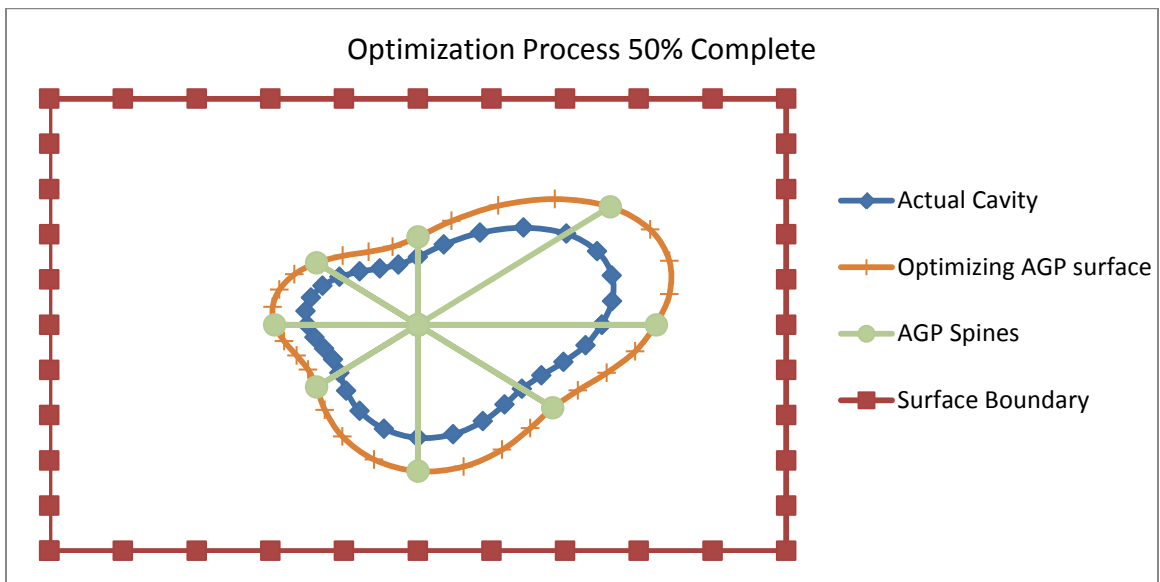 Optimization Process 50% Complete
Actual Cavity
Optimizing AGP surface
AGP Spines
Surface Boundary